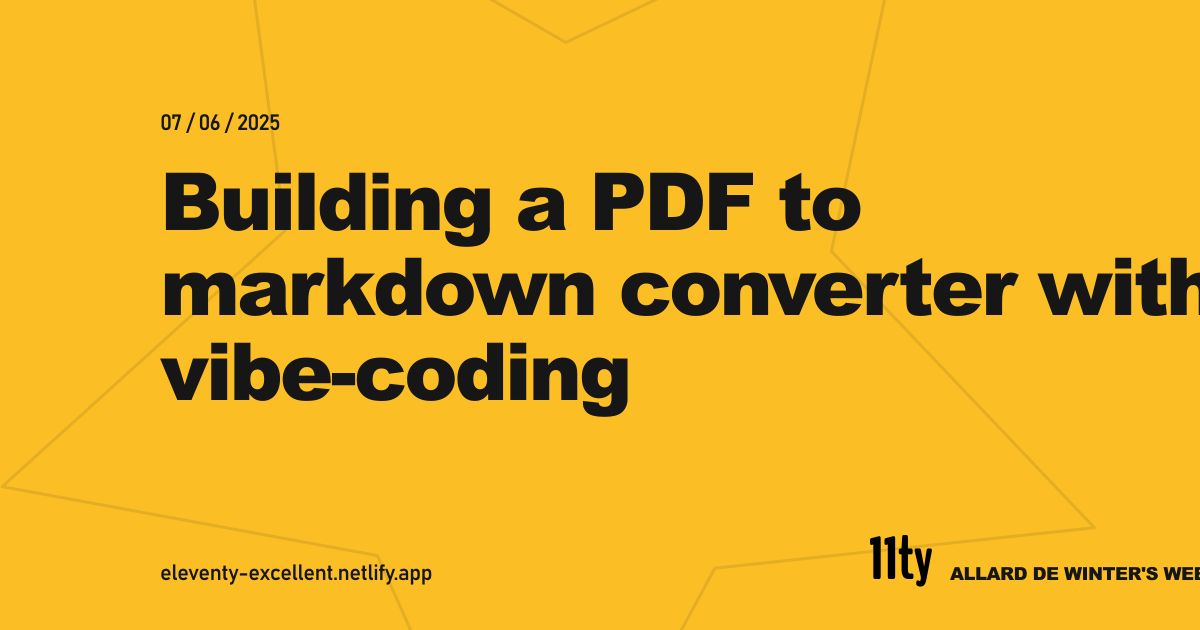 07 / 06 / 2025
Building a PDF to
markdown converter with
vibe-coding
eleventy-excellent.netlify.app
11ty
ALLARD DE WINTER'S